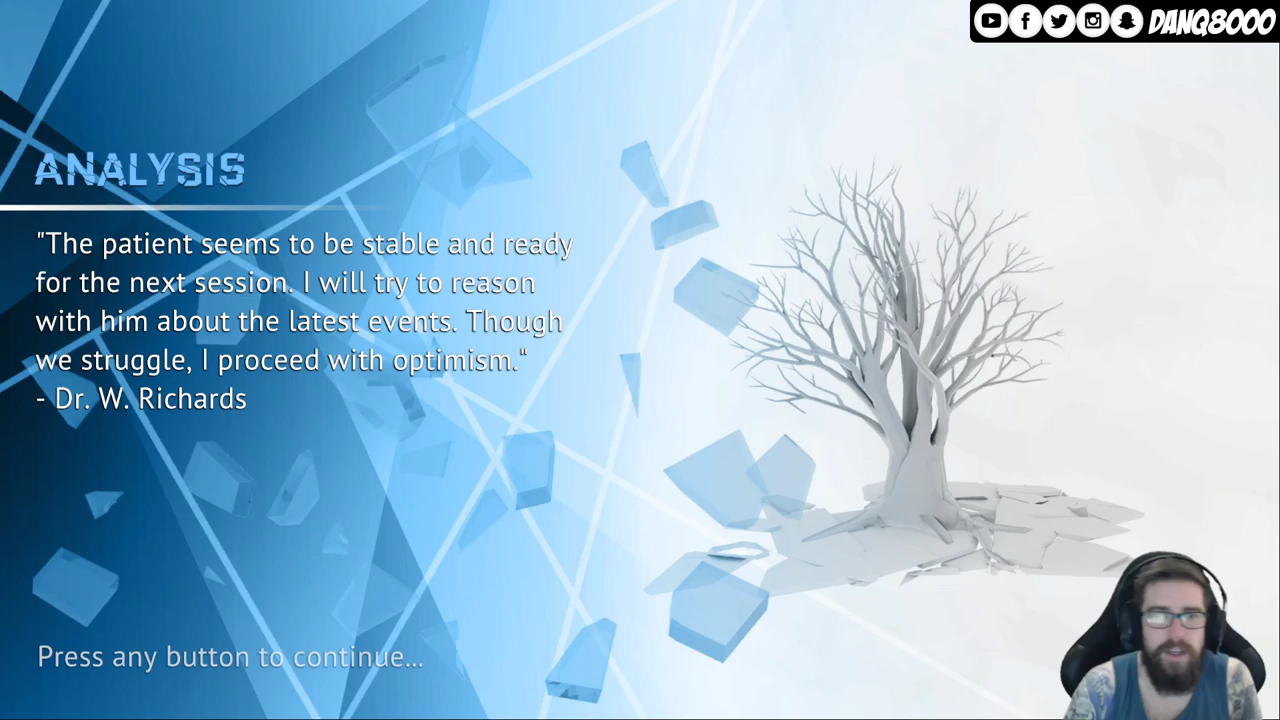 DANQ8000
ANALYSIS
"The patient seems to be stable and ready
for the next session. I will try to reason
with him about the latest events. Though
we struggle, I proceed with optimism."
- Dr. W. Richards
Press any button to continue...